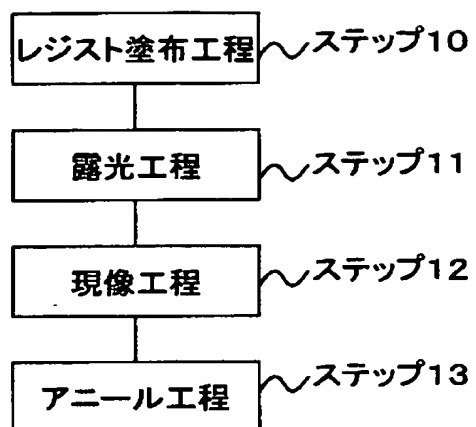 レジスト塗布工程 ステップ10
露光工程 ステップ11
現像工程 ステップ12
アニール工程 ステップ13